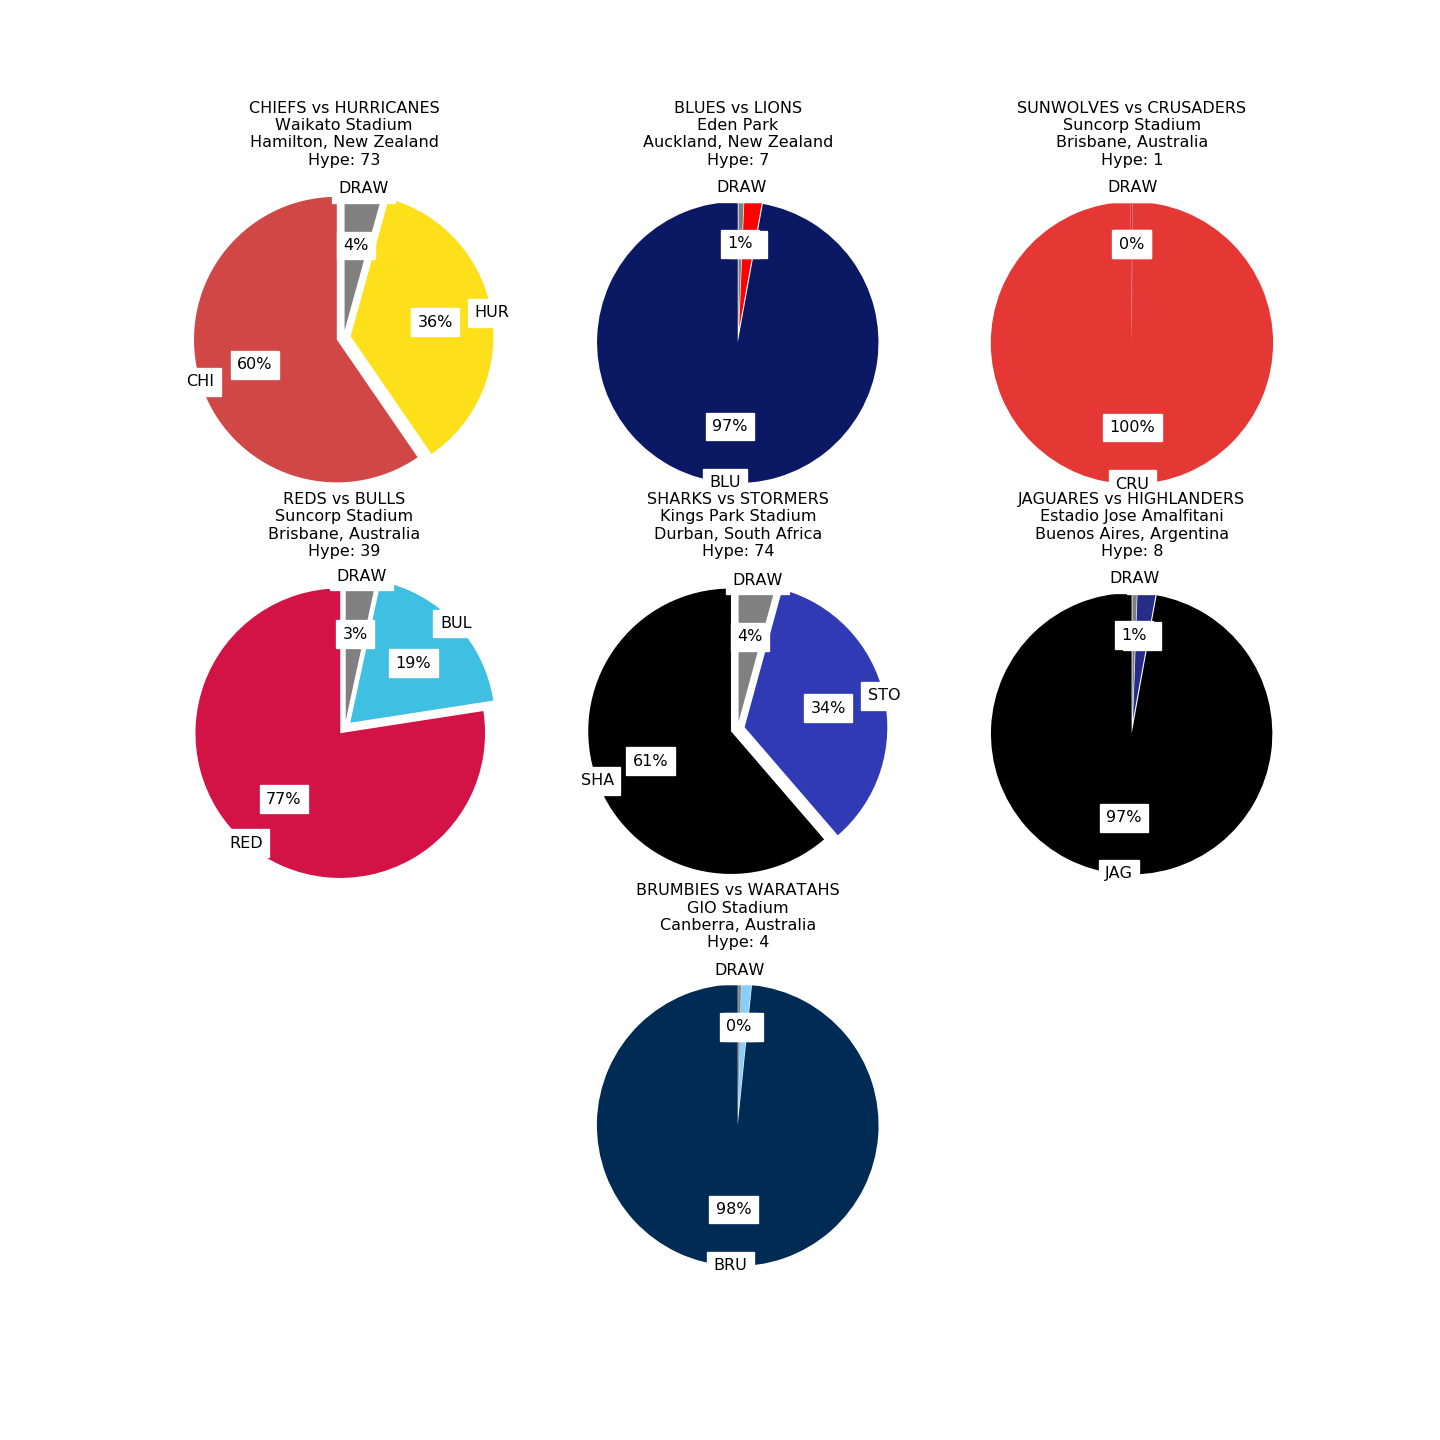 CHIEFS vs HURRICANES
Waikato Stadium
Hamilton, New Zealand
Hype: 73
DRAW
4%
HUR
36%
60%
CHI
BLUES vs LIONS
Eden Park
Auckland, New Zealand
Hype: 7
DRAW
1%
97%
BLU
SUNWOLVES vs CRUSADERS
Suncorp Stadium
Brisbane, Australia
Hype: 1
DRAW
0%
100%
CRU
REDS vs BULLS
Suncorp Stadium
Brisbane, Australia
Hype: 39
DRAW
BUL
3%
19%
77%
RED
SHARKS vs STORMERS
Kings Park Stadium
Durban, South Africa
Hype: 74
DRAW
4%
STO
34%
61%
SHA
JAGUARES vs HIGHLANDERS
Estadio Jose Amalfitani
Buenos Aires, Argentina
Hype: 8
DRAW
1%
97%
JAG
BRUMBIES vs WARATAHS
GIO Stadium
Canberra, Australia
Hype: 4
DRAW
0%
98%
BRU